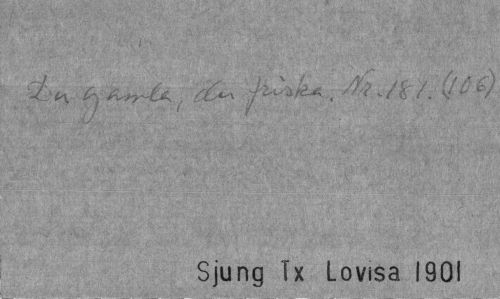 Du gamla, du friska. Nr. 181. (106)
Sjung Tx Lovisa 1901